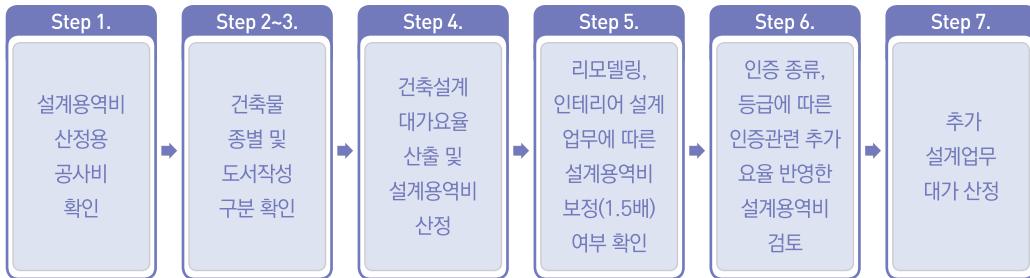 Step 1.
설계용역비
산정용
공사비
확인
Step 2~3.
건축물
종별 및
도서작성
구분 확인
Step 4.
건축설계
대가요율
산출 및
설계용역비
산정
Step 5.
리모델링,
인테리어 설계
업무에 따른
설계용역비
보정(1.5배)
여부 확인
Step 6.
인증 종류,
등급에 따른
인증관련 추가
요율 반영한
설계용역비
검토
Step 7.
추가
설계업무
대가 산정